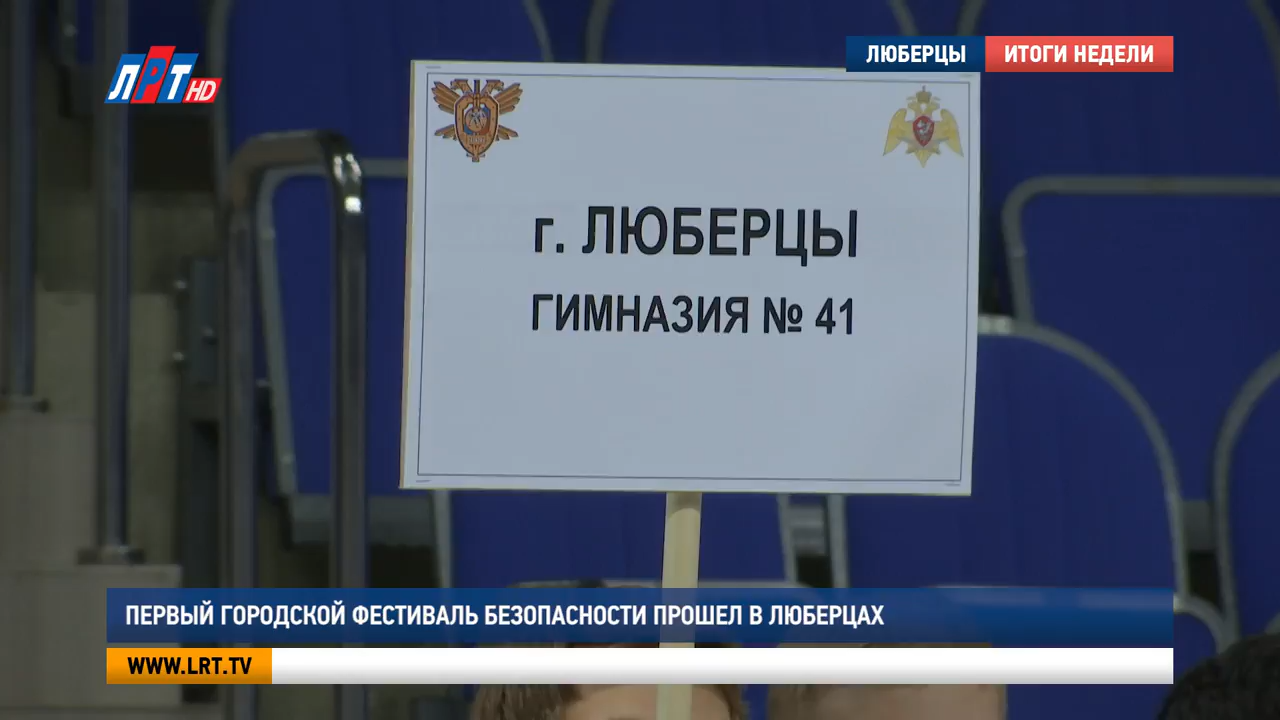 ЛРТ HD
ЛЮБЕРЦЫ ИТОГИ НЕДЕЛИ
г. ЛЮБЕРЦЫ
ГИМНАЗИЯ № 41
ПЕРВЫЙ ГОРОДСКОЙ ФЕСТИВАЛЬ БЕЗОПАСНОСТИ ПРОШЕЛ В ЛЮБЕРЦАХ
WWW.LRT.TV